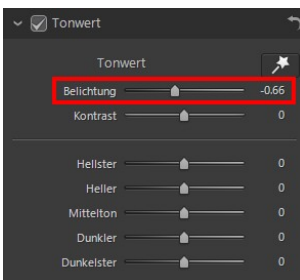 Tonwert
Tonwert
Belichtung -0.66
Kontrast 0
Hellster 0
Heller 0
Mittelton 0
Dunkler 0
Dunkelster 0